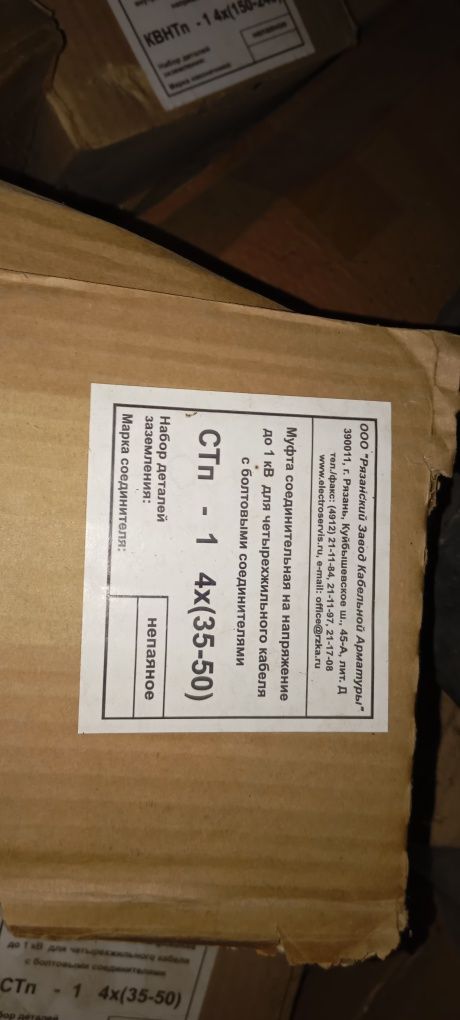 ООО "Рязанский Завод Кабельной Арматуры"
390011, г. Рязань, Куйбышевское ш., 45-А, лит. Д
тел./факс: (4912) 21-11-84, 21-11-97, 21-17-08
www.electroservis.ru, e-mail: office@rzka.ru
Муфта соединительная на напряжение
до 1 кВ для четырехжильного кабеля
с болтовыми соединителями
СТп - 1 4х(35-50)
Набор деталей
заземления:
непаяное
Марка соединителя:
КВНТп - 1 4х(150-240)
Набор деталей
заземления:
непаяное
Марка наконечника:
до 1 кВ для четырехжильного кабеля
с болтовыми соединителями
СТп - 1 4х(35-50)